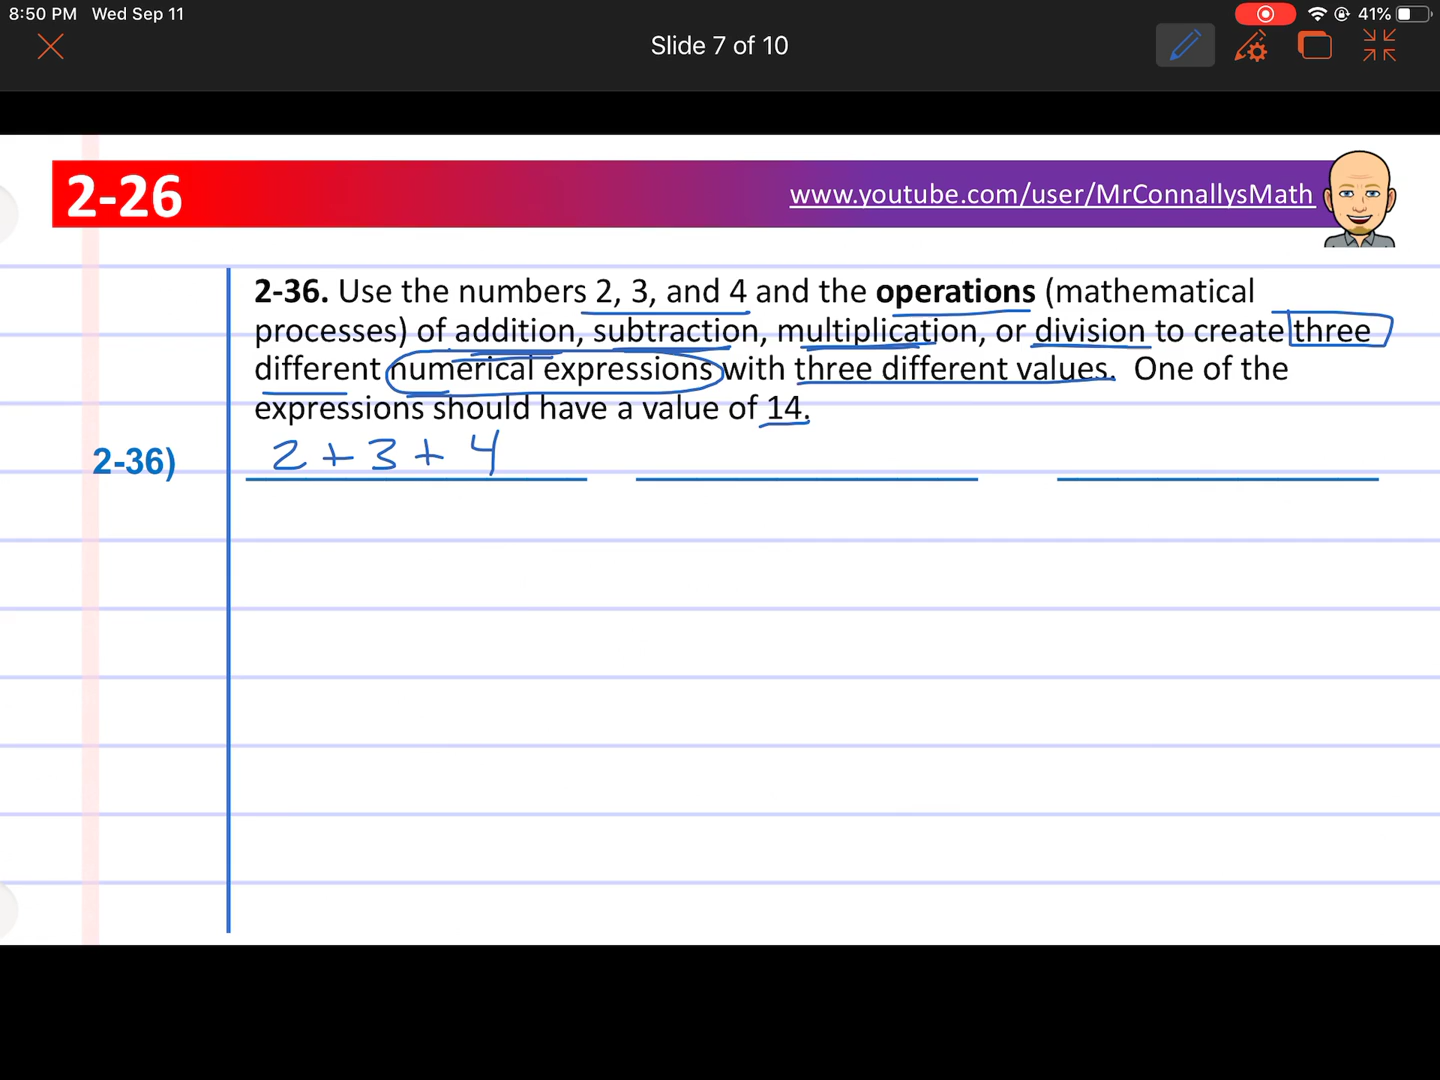 8:50 PM Wed Sep 11
41%
Slide 7 of 10
2-26
www.youtube.com/user/MrConnallysMath
2-36. Use the numbers 2, 3, and 4 and the operations (mathematical
processes) of addition, subtraction, multiplication, or division to create three
different numerical expressions with three different values. One of the
expressions should have a value of 14.
2-36) 2 + 3 + 4